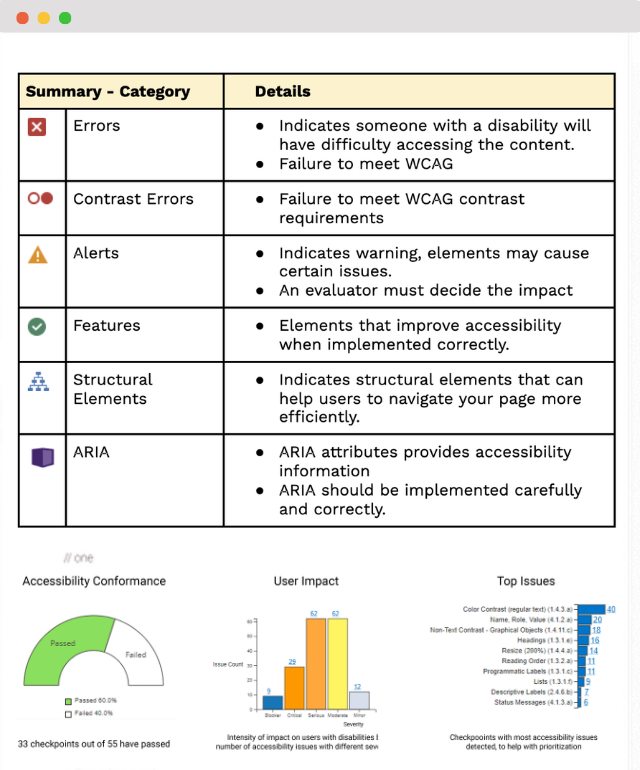 Summary - Category Details
Errors
● Indicates someone with a disability will
have difficulty accessing the content.
● Failure to meet WCAG
Contrast Errors
● Failure to meet WCAG contrast
requirements
Alerts
● Indicates warning, elements may cause
certain issues.
● An evaluator must decide the impact
Features
● Elements that improve accessibility
when implemented correctly.
Structural
Elements
● Indicates structural elements that can
help users to navigate your page more
efficiently.
ARIA
● ARIA attributes provides accessibility
information
● ARIA should be implemented carefully
and correctly.
// one
Accessibility Conformance
Passed
Failed
Passed 60.0%
Failed 40.0%
33 checkpoints out of 55 have passed
User Impact
Issue Count
60
50
40
30
20
10
0
9
29
62
62
12
Blocker Critical Serious Moderate Minor
Severity
Intensity of impact on users with disabilities
number of accessibility issues with different
Top Issues
Color Contrast (regular text) (1.4.3.a) 40
Name, Role, Value (4.1.2.a) 20
Non-Text Contrast - Graphical Objects (1.4.11.c) 18
Headings (1.3.1.e) 16
Resize (200%) (1.4.4.a) 14
Reading Order (1.3.2.a) 11
Programmatic Labels (1.3.1.c) 11
Lists (1.3.1.f) 9
Descriptive Labels (2.4.6.b) 7
Status Messages (4.1.3.a) 6
Checkpoints with most accessibility issues
detected, to help with prioritization